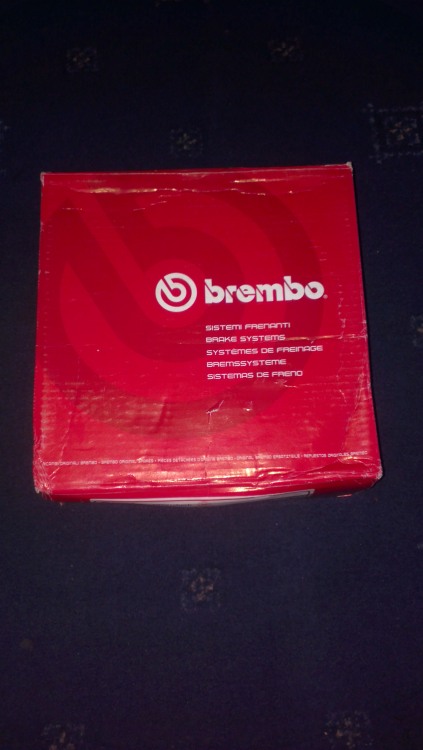 brembo
SISTEMI FRENANTI
BRAKE SYSTEMS
SYSTÈMES DE FREINAGE
BREMSSYSTEME
SISTEMAS DE FRENO